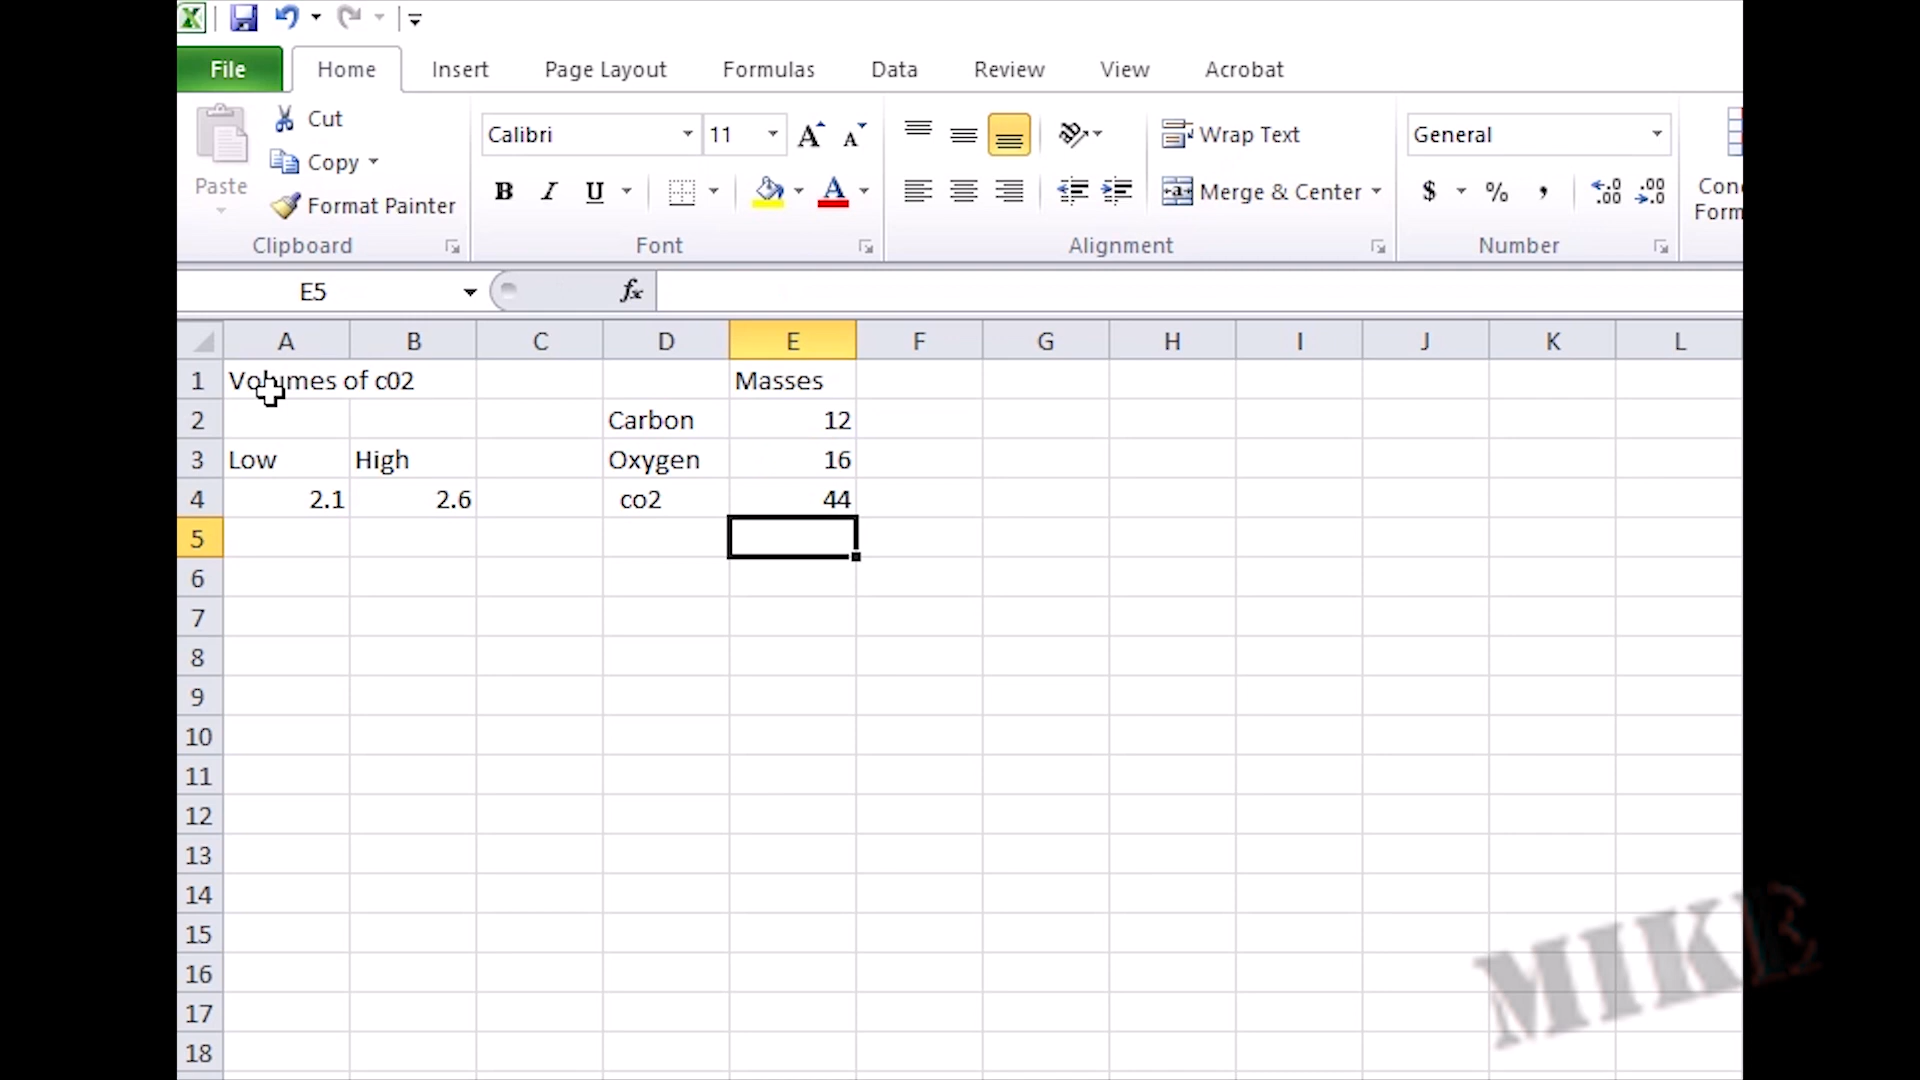 File Home Insert Page Layout Formulas Data Review View Acrobat
Cut
Calibri 11 A A Wrap Text General
Copy
Paste B I U A Merge & Center $ % , .00 .00
Format Painter
Clipboard Font Alignment Number
E5 fx
A B C D E F G H I J K L
1 Volumes of c02 Masses
2 Carbon 12
3 Low High Oxygen 16
4 2.1 2.6 co2 44
5
6
7
8
9
10
11
12
13
14
15
16
17
18
MIKE